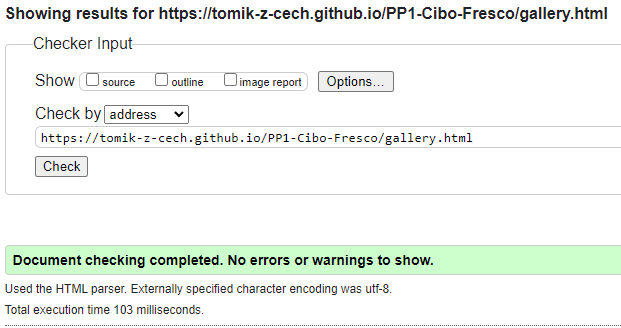 Showing results for https://tomik-z-cech.github.io/PP1-Cibo-Fresco/gallery.html
Checker Input
Show source outline image report Options...
Check by address
https://tomik-z-cech.github.io/PP1-Cibo-Fresco/gallery.html
Check
Document checking completed. No errors or warnings to show.
Used the HTML parser. Externally specified character encoding was utf-8.
Total execution time 103 milliseconds.